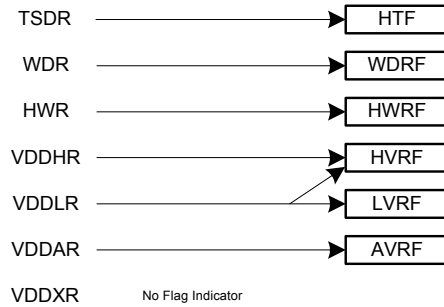 TSDR HTF
WDR WDRF
HWR HWRF
VDDHR HVRF
VDDLR LVRF
VDDAR AVRF
VDDXR No Flag Indicator